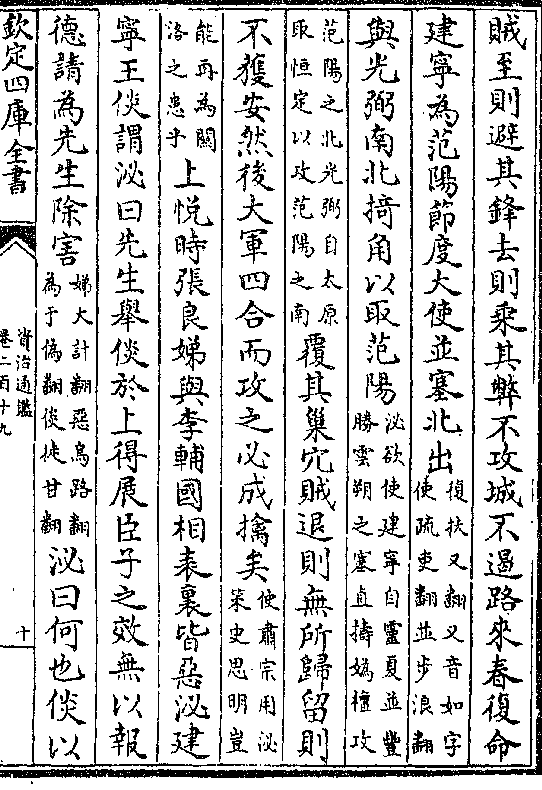 賊至則避其鋒去則乘其弊不攻城不遏路來春復命
建寧為范陽節度大使並塞北出復扶又翻又音如字使疏吏翻並步浪翻
與光弼南北掎角以取范陽泌欲使建寧自靈夏並豐勝雲朔之塞直擣媯檀攻
范陽之北光弼自太原取恒定以攻范陽之南覆其巢穴賊退則無所歸留則
不獲安然後大軍四合而攻之必成擒矣使肅宗用泌策史思明豈
能再為關洛之患乎上悅時張良娣與李輔國相表裏皆惡泌建
寧王倓謂泌曰先生舉倓於上得展臣子之效無以報
德請為先生除害娣大計翻惡烏路翻為于偽翻倓徒甘翻泌曰何也倓以
欽定四庫全書
資治通鑑
卷二百十九
十